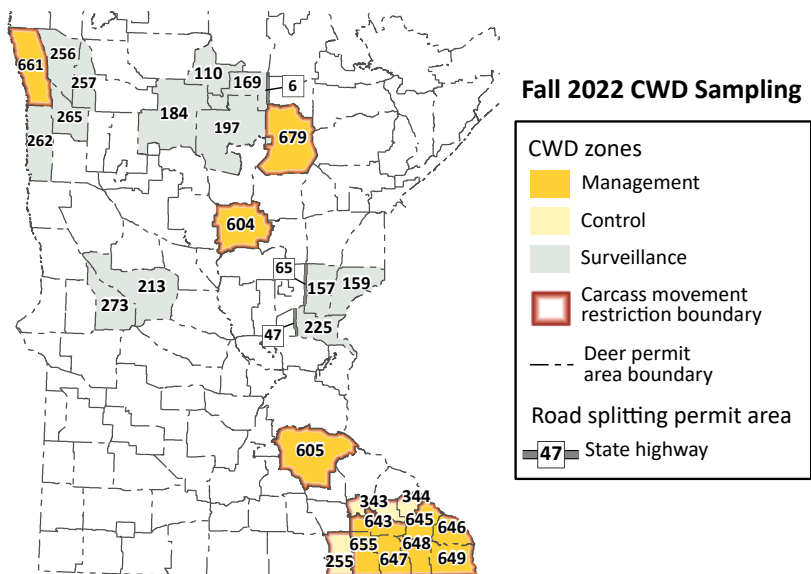 661
256
257
110
169
6
265
184
197
679
262
604
65
157
159
213
273
47
225
605
343
344
643
645
646
655
648
255
647
649
Fall 2022 CWD Sampling
CWD zones
Management
Control
Surveillance
Carcass movement
restriction boundary
Deer permit
area boundary
Road splitting permit area
47 State highway